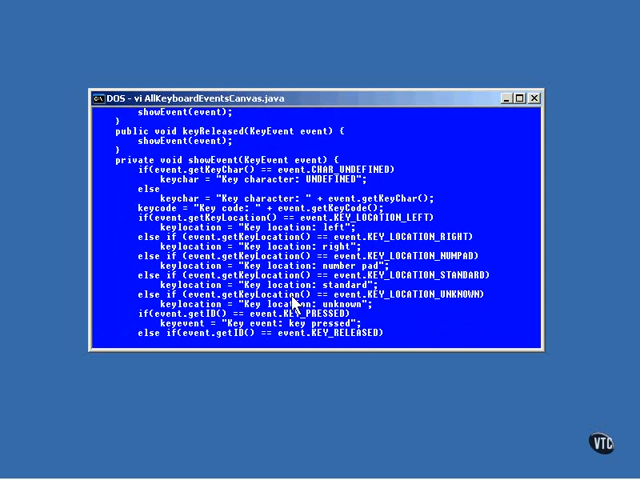 DOS - vi AllKeyboardEventsCanvas.java
showEvent(event);
}
public void keyReleased(KeyEvent event) {
showEvent(event);
}
private void showEvent(KeyEvent event) {
if(event.getKeyChar() == event.CHAR_UNDEFINED)
keychar = "Key character: UNDEFINED";
else
keychar = "Key character: " + event.getKeyChar();
keycode = "Key code: " + event.getKeyCode();
if(event.getKeyLocation() == event.KEY_LOCATION_LEFT)
keylocation = "Key location: left";
else if (event.getKeyLocation() == event.KEY_LOCATION_RIGHT)
keylocation = "Key location: right";
else if (event.getKeyLocation() == event.KEY_LOCATION_NUMPAD)
keylocation = "Key location: number pad";
else if (event.getKeyLocation() == event.KEY_LOCATION_STANDARD)
keylocation = "Key location: standard";
else if (event.getKeyLocation() == event.KEY_LOCATION_UNKNOWN)
keylocation = "Key location: unknown";
if(event.getID() == event.KEY_PRESSED)
keyevent = "Key event: key pressed";
else if(event.getID() == event.KEY_RELEASED)
VTC